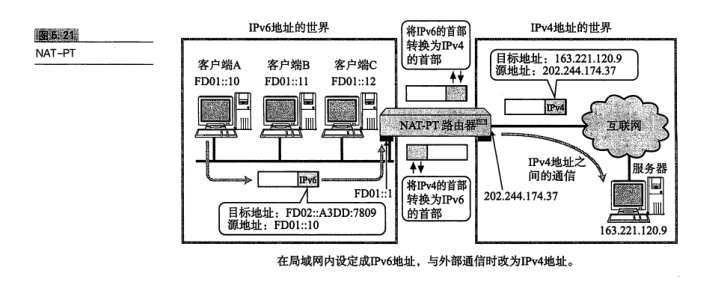 图5.21
NAT-PT
IPv6地址的世界
IPv4地址的世界
客户端A
FD01::10
客户端B
FD01::11
客户端C
FD01::12
将IPv6的首部
转换为IPv4
的首部
目标地址：163.221.120.9
源地址：202.244.174.37
IPv4
NAT-PT 路由器
互联网
IPv6
FD01::1
将IPv4的首部
转换为IPv6
的首部
IPv4地址之
间的通信
服务器
202.244.174.37
目标地址：FD02::A3DD:7809
源地址：FD01::10
163.221.120.9
在局域网内设定成IPv6地址，与外部通信时改为IPv4地址。